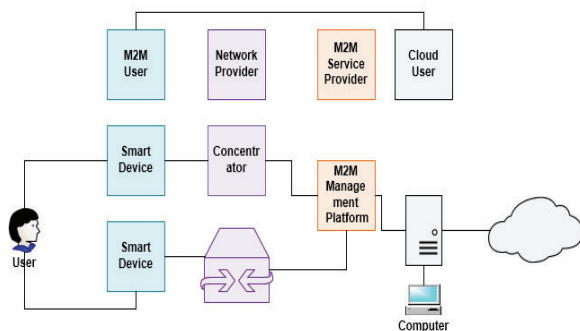 M2M
User
Network
Provider
M2M
Service
Provider
Cloud
User
Smart
Device
Concentr
ator
M2M
Manage
ment
Platform
User
Smart
Device
Computer